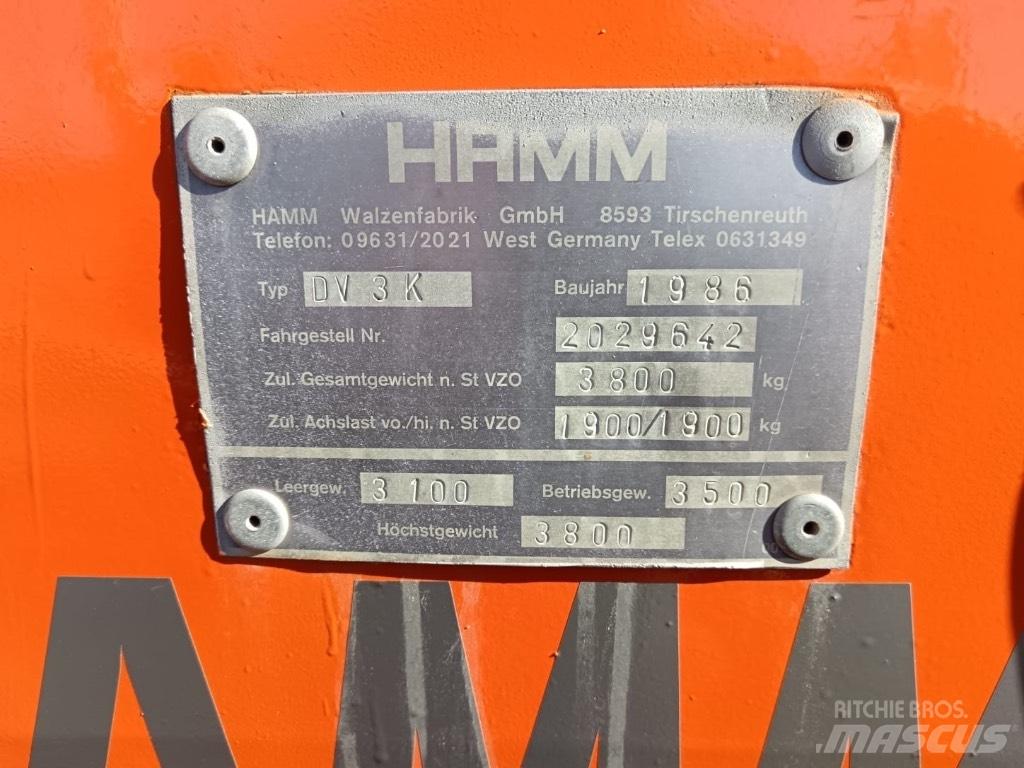 HAMM
HAMM Walzenfabrik GmbH 8593 Tirschenreuth
Telefon: 09631/2021 West Germany Telex 0631349
Typ DV 3 K Baujahr 1986
Fahrgestell Nr. 2029642
Zul. Gesamtgewicht n. St VZO 3800 kg
Zul. Achslast vo./hi. n. St VZO 1900/1900 kg
Leergew. 3100 Betriebsgew. 3500
Höchstgewicht 3800
AMM
RITCHIE BROS.
MASCUS